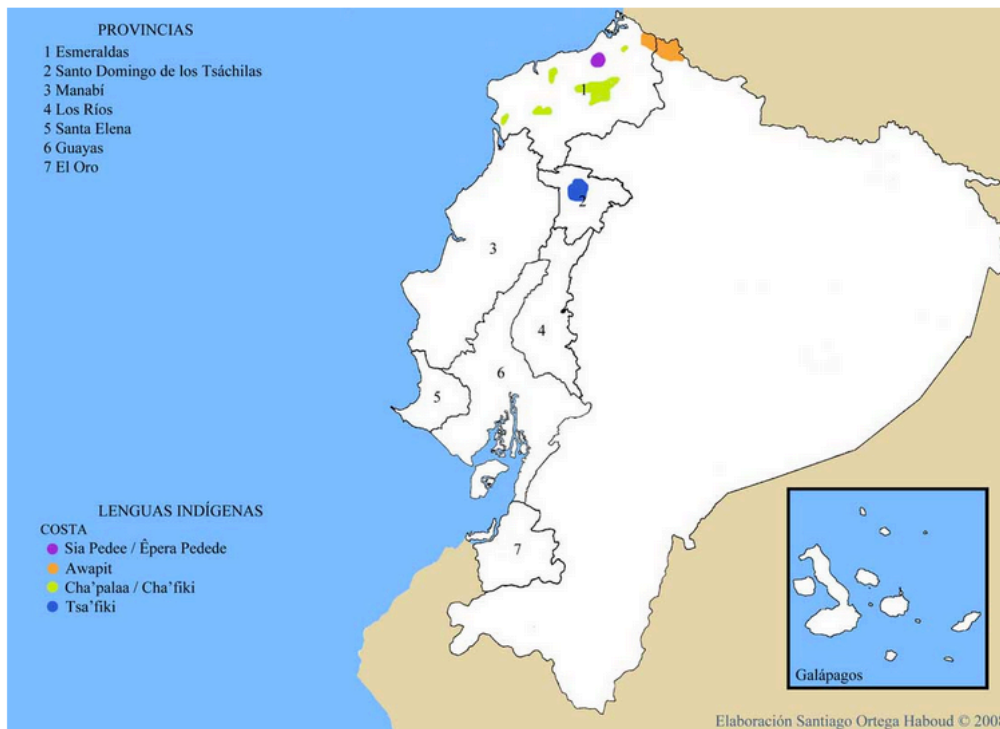 PROVINCIAS
1 Esmeraldas
2 Santo Domingo de los Tsáchilas
3 Manabí
4 Los Ríos
5 Santa Elena
6 Guayas
7 El Oro
1
2
3
4
6
5
7
LENGUAS INDÍGENAS
COSTA
Sia Pedee / Êpera Pedede
Awapit
Cha'palaa / Cha'fiki
Tsa'fiki
Galápagos
Elaboración Santiago Ortega Haboud © 2008